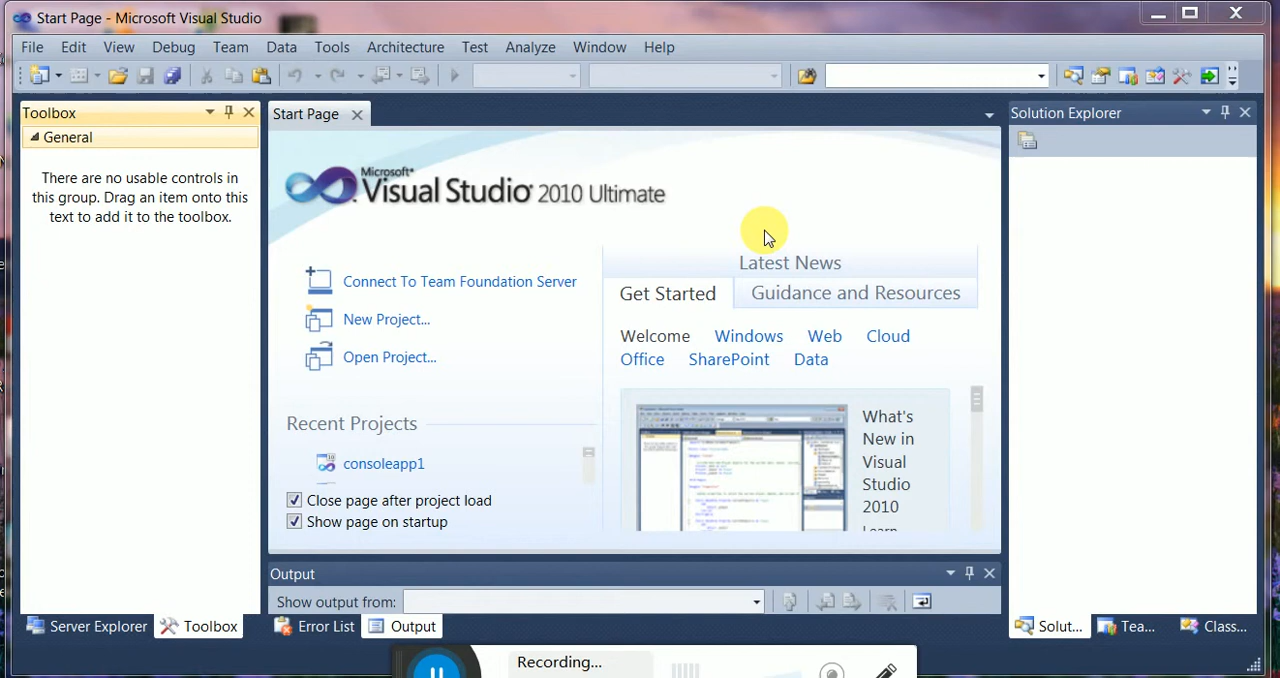 Start Page - Microsoft Visual Studio
File Edit View Debug Team Data Tools Architecture Test Analyze Window Help
Toolbox
General
There are no usable controls in
this group. Drag an item onto this
text to add it to the toolbox.
Start Page
Microsoft®
Visual Studio 2010 Ultimate
Connect To Team Foundation Server
New Project...
Open Project...
Recent Projects
consoleapp1
Close page after project load
Show page on startup
Latest News
Get Started Guidance and Resources
Welcome Windows Web Cloud
Office SharePoint Data
What's
New in
Visual
Studio
2010
Learn
Solution Explorer
Output
Show output from:
Server Explorer Toolbox Error List Output Solut... Tea... Class...
Recording...